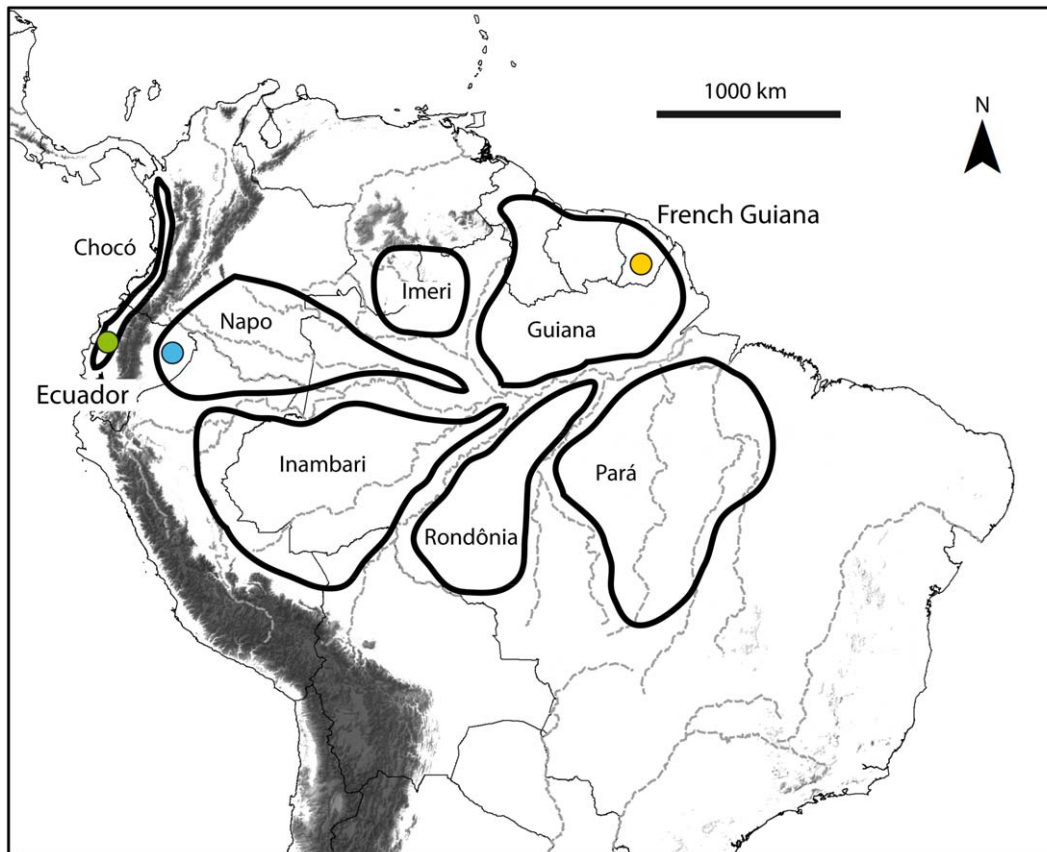 1000 km
N
French Guiana
Chocó
Imeri
Napo
Guiana
Ecuador
Inambari
Pará
Rondônia